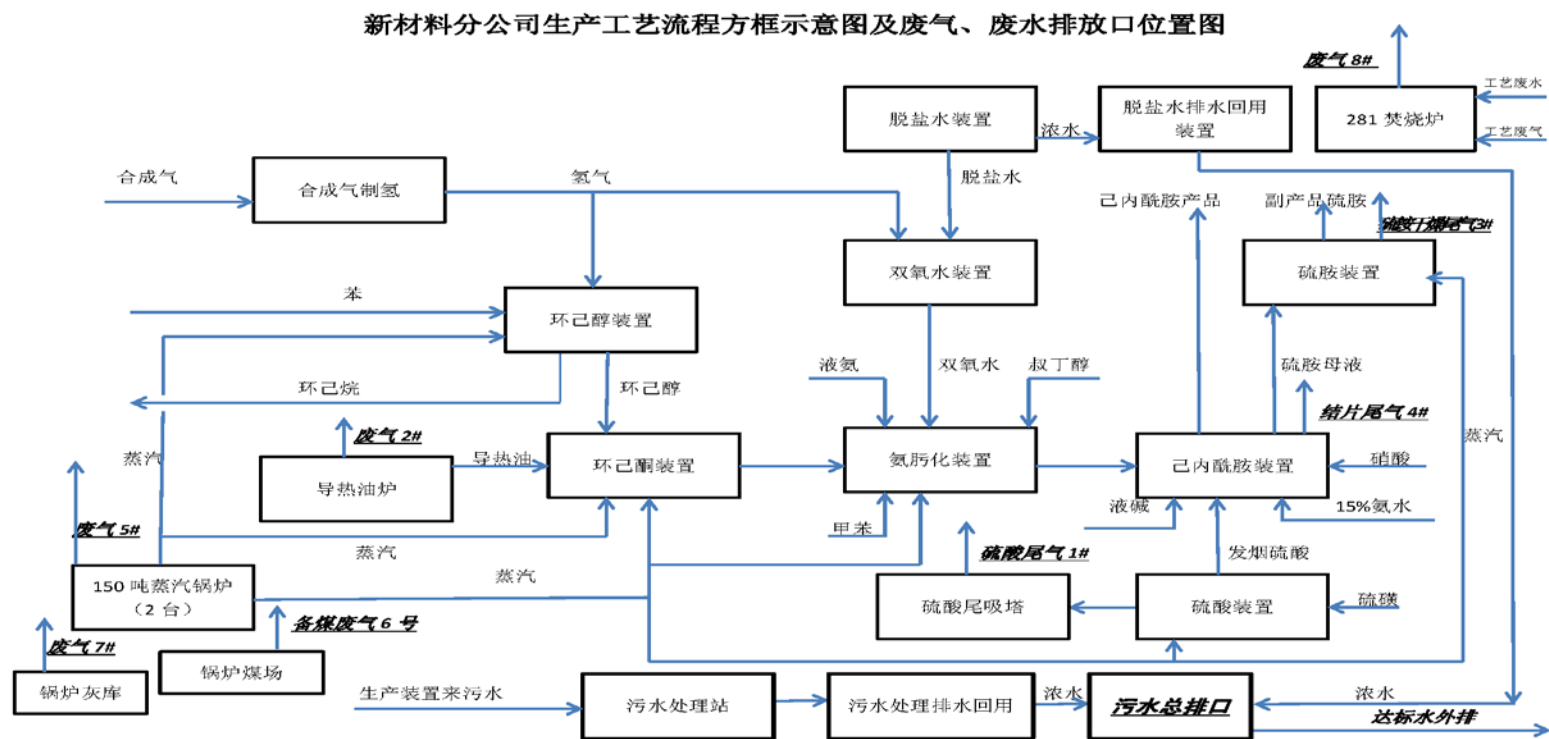 新材料分公司生产工艺流程方框示意图及废气、废水排放口位置图
废气 8#
工艺废水
281 焚烧炉
工艺废气
脱盐水装置
浓水
脱盐水排水回用
装置
合成气
合成气制氢
氢气
脱盐水
己内酰胺产品
副产品硫胺
硫胺干燥尾气3#
双氧水装置
硫胺装置
苯
环己醇装置
环己烷
环己醇
液氨
双氧水
叔丁醇
硫胺母液
结片尾气 4#
蒸汽
废气 2#
蒸汽
导热油炉
导热油
环己酮装置
氨肟化装置
己内酰胺装置
硝酸
废气 5#
蒸汽
甲苯
液碱
15%氨水
硫酸尾气 1#
发烟硫酸
150 吨蒸汽锅炉
（2 台）
蒸汽
硫酸尾吸塔
硫酸装置
硫磺
备煤废气 6 号
废气 7#
锅炉灰库
锅炉煤场
生产装置来污水
污水处理站
污水处理排水回用
浓水
污水总排口
浓水
达标水外排